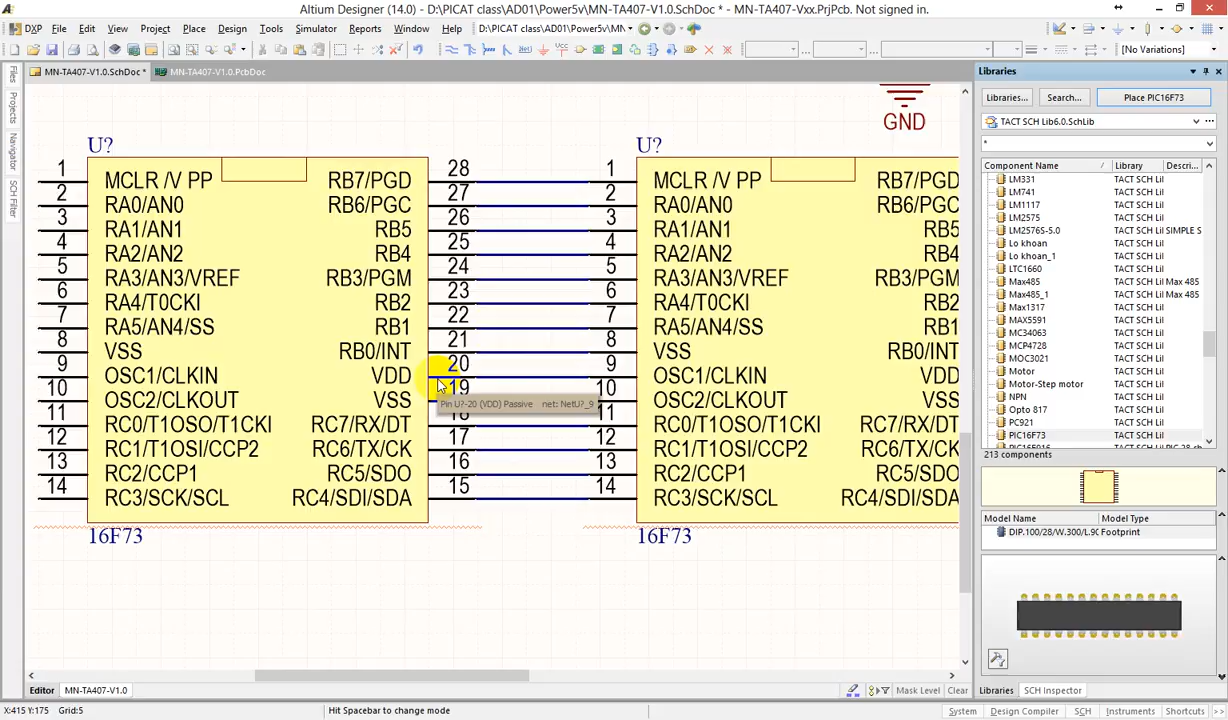 Altium Designer (14.0) - D:\PICAT class\AD01\Power5v\MN-TA407-V1.0.SchDoc * - MN-TA407-Vxx.PrjPcb. Not signed in.
DXP File Edit View Project Place Design Tools Simulator Reports Window Help D:\PICAT class\AD01\Power5v\MN
[No Variations]
MN-TA407-V1.0.SchDoc * MN-TA407-V1.0.PcbDoc
Files
Projects
Navigator
SCH Filter
GND
U?
1 MCLR /V PP RB7/PGD 28
2 RA0/AN0 RB6/PGC 27
3 RA1/AN1 RB5 26
4 RA2/AN2 RB4 25
5 RA3/AN3/VREF RB3/PGM 24
6 RA4/T0CKI RB2 23
7 RA5/AN4/SS RB1 22
8 VSS RB0/INT 21
9 OSC1/CLKIN VDD 20
10 OSC2/CLKOUT VSS 19
11 RC0/T1OSO/T1CKI RC7/RX/DT
12 RC1/T1OSI/CCP2 RC6/TX/CK 17
13 RC2/CCP1 RC5/SDO 16
14 RC3/SCK/SCL RC4/SDI/SDA 15
16F73
Pin U?-20 (VDD) Passive net: NetU?_9
U?
1 MCLR /V PP RB7/PGD
2 RA0/AN0 RB6/PGC
3 RA1/AN1 RB5
4 RA2/AN2 RB4
5 RA3/AN3/VREF RB3/PGM
6 RA4/T0CKI RB2
7 RA5/AN4/SS RB1
8 VSS RB0/INT
9 OSC1/CLKIN VDD
10 OSC2/CLKOUT VSS
11 RC0/T1OSO/T1CKI RC7/RX/DT
12 RC1/T1OSI/CCP2 RC6/TX/CK
13 RC2/CCP1 RC5/SDO
14 RC3/SCK/SCL RC4/SDI/SDA
16F73
Libraries
Libraries... Search... Place PIC16F73
TACT SCH Lib6.0.SchLib ...
*
Component Name / Library Descri...
LM331 TACT SCH Lil
LM741 TACT SCH Lil
LM1117 TACT SCH Lil
LM2575 TACT SCH Lil
LM2576S-5.0 TACT SCH Lil SIMPLE S
Lo khoan TACT SCH Lil
Lo khoan_1 TACT SCH Lil
LTC1660 TACT SCH Lil
Max485 TACT SCH Lil Max 485
Max485_1 TACT SCH Lil Max 485
Max1317 TACT SCH Lil
MAX5591 TACT SCH Lil
MC34063 TACT SCH Lil
MCP4728 TACT SCH Lil
MOC3021 TACT SCH Lil
Motor TACT SCH Lil
Motor-Step motor TACT SCH Lil
NPN TACT SCH Lil
Opto 817 TACT SCH Lil
PC921 TACT SCH Lil
PIC16F73 TACT SCH Lil
213 components
Model Name Model Type
DIP.100/28/W.300/L.9( Footprint
Editor MN-TA407-V1.0 Mask Level Clear Libraries SCH Inspector
X:415 Y:175 Grid:5 Hit Spacebar to change mode System Design Compiler SCH Instruments Shortcuts >>